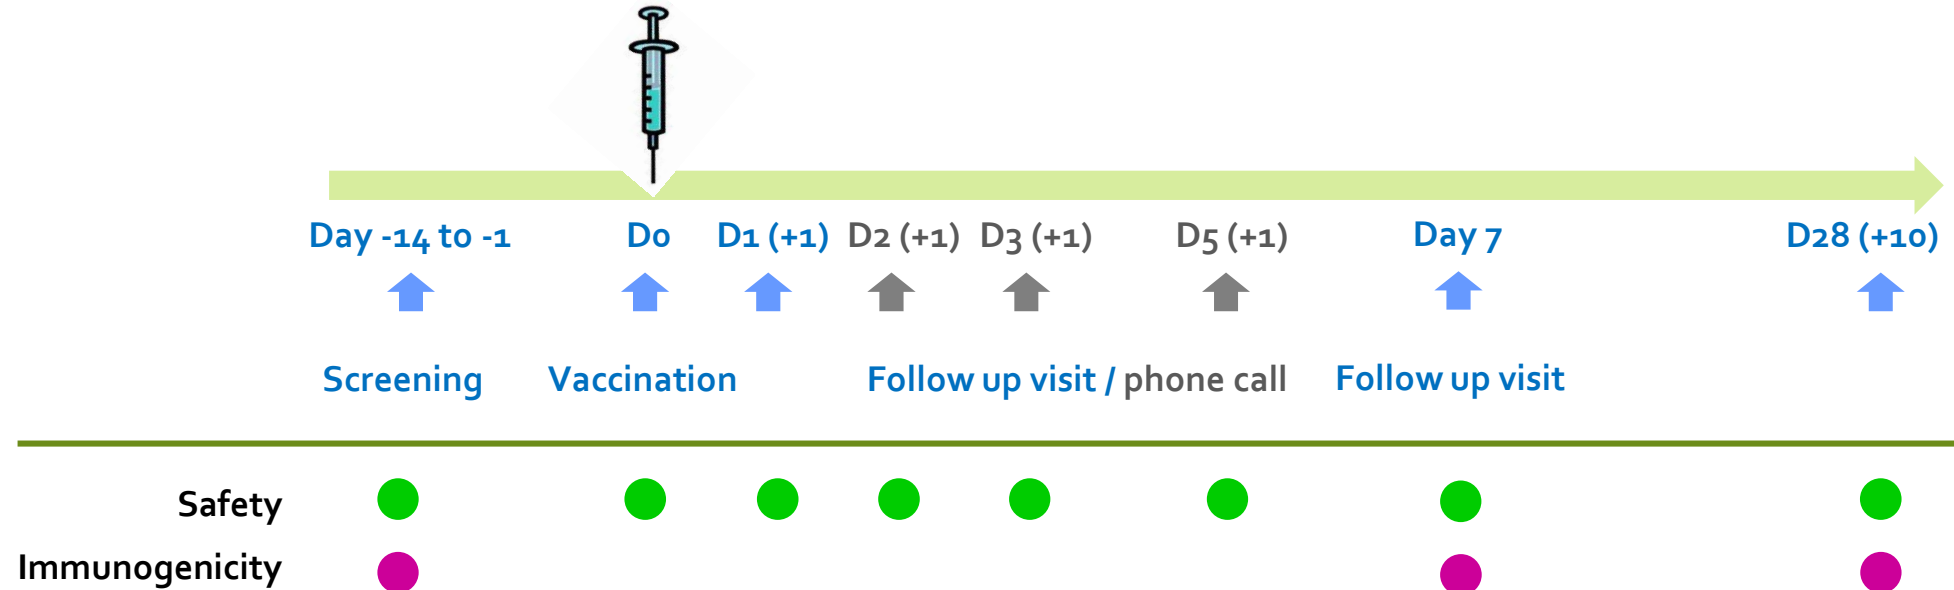 Day -14 to -1 D0 D1 (+1) D2 (+1) D3 (+1) D5 (+1) Day 7 D28 (+10)
Screening Vaccination Follow up visit / phone call Follow up visit
Safety
Immunogenicity